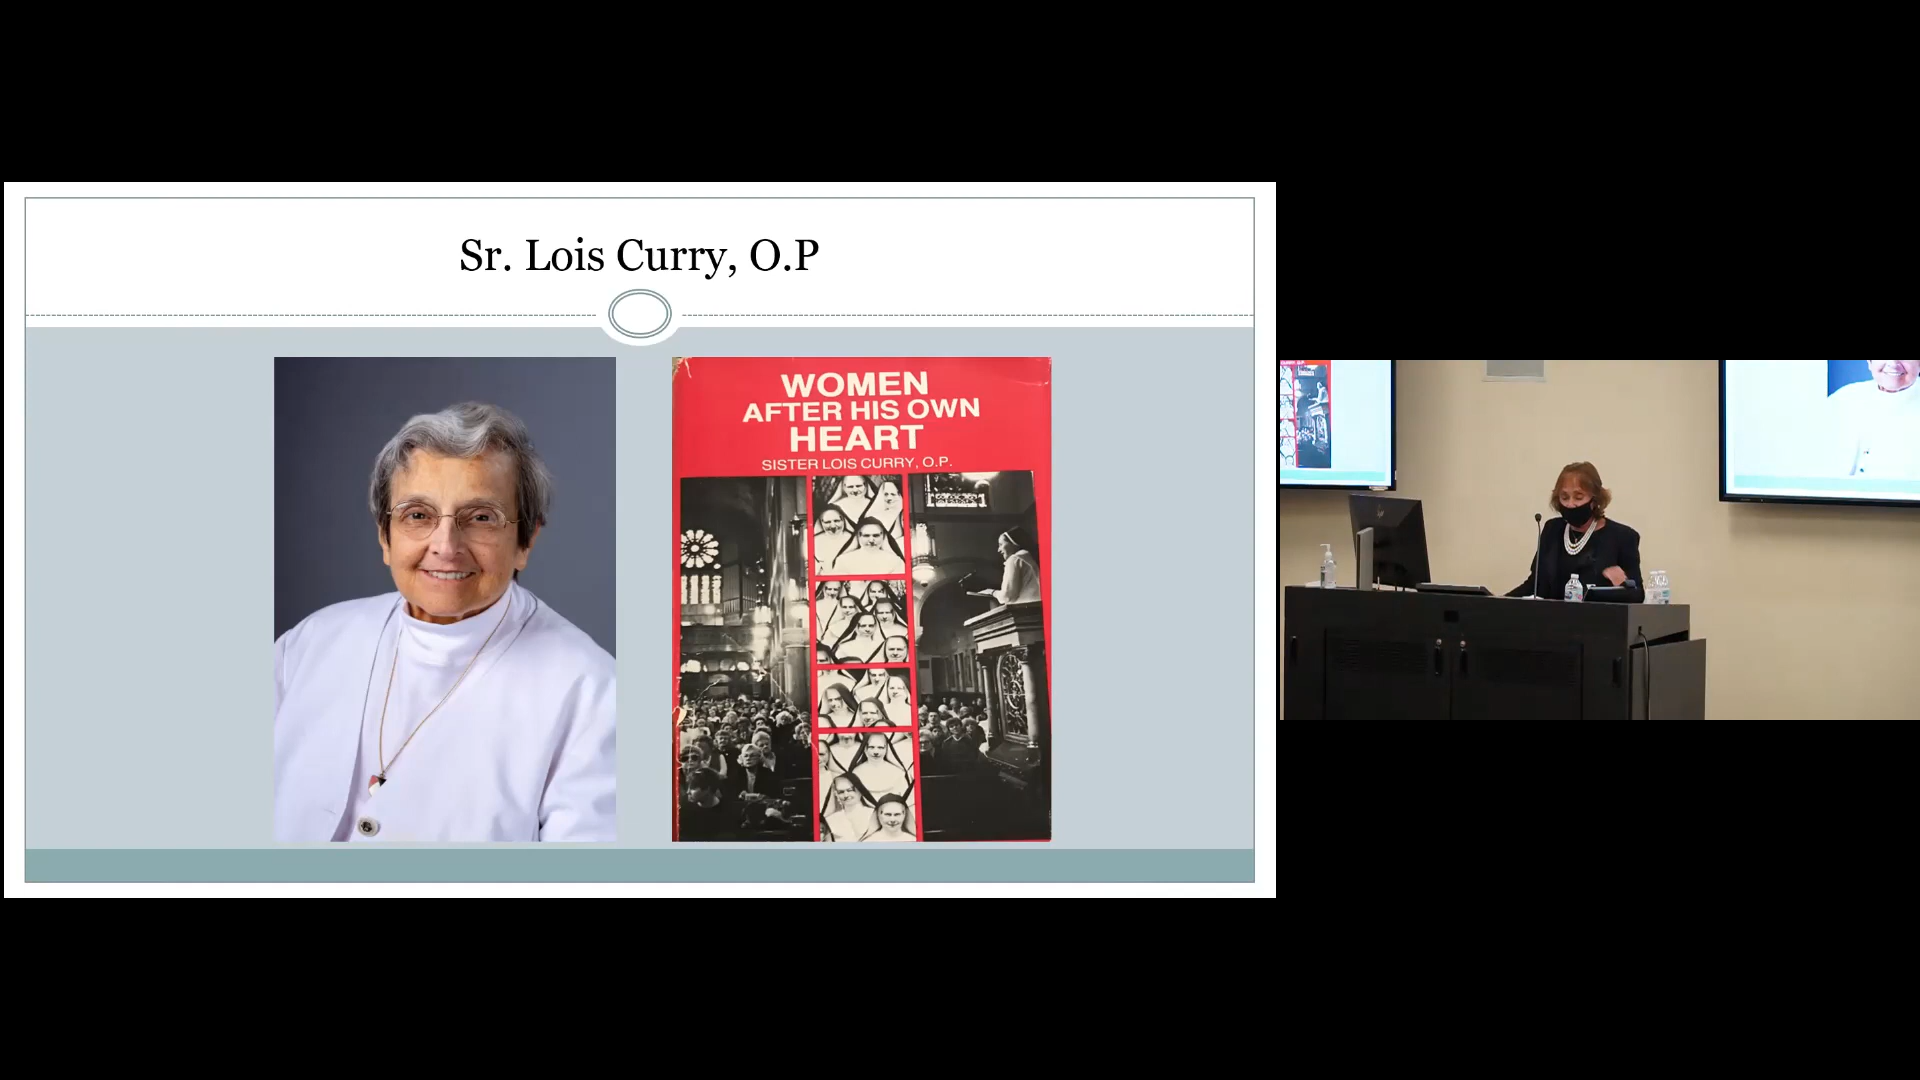 Sr. Lois Curry, O.P
WOMEN
AFTER HIS OWN
HEART
SISTER LOIS CURRY, O.P.